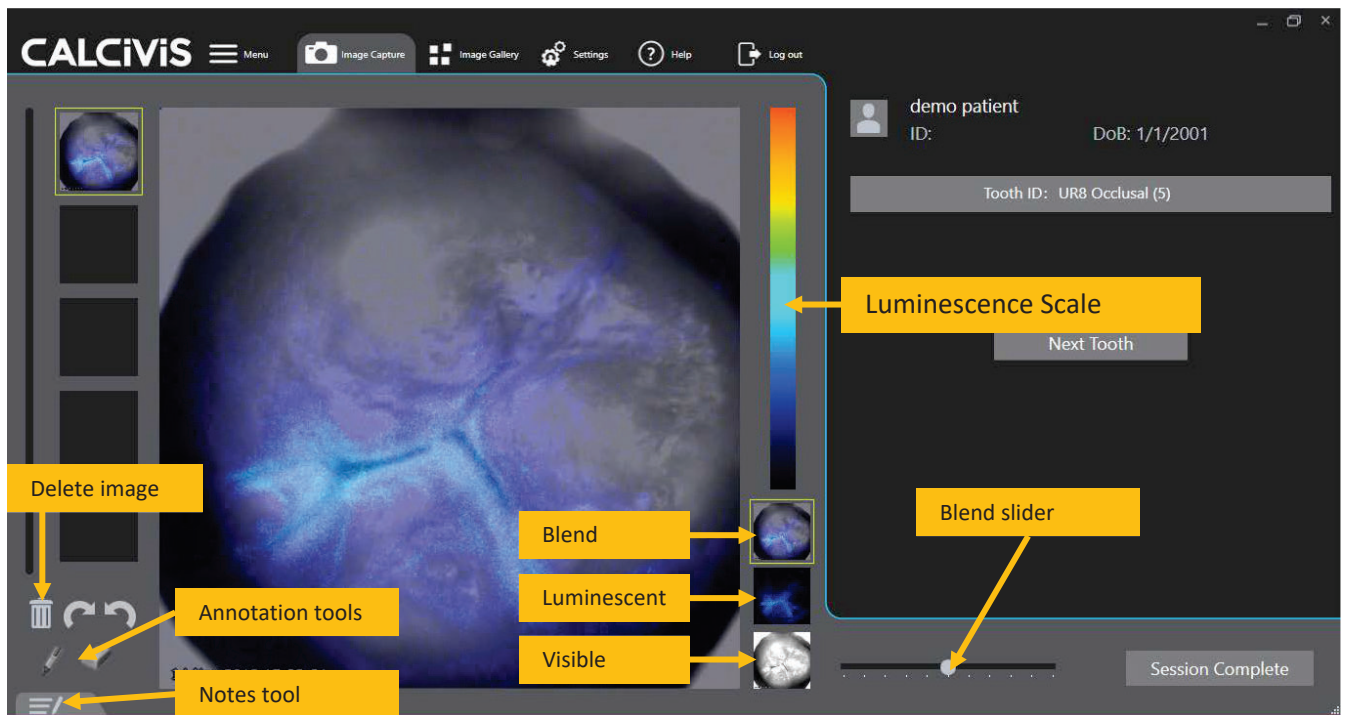 CALCiViS
Menu
Image Capture
Image Gallery
Settings
? Help
Log out
demo patient
ID:
DoB: 1/1/2001
Tooth ID: UR8 Occlusal (5)
Luminescence Scale
Next Tooth
Delete image
Blend slider
Blend
Luminescent
Annotation tools
Visible
Session Complete
Notes tool